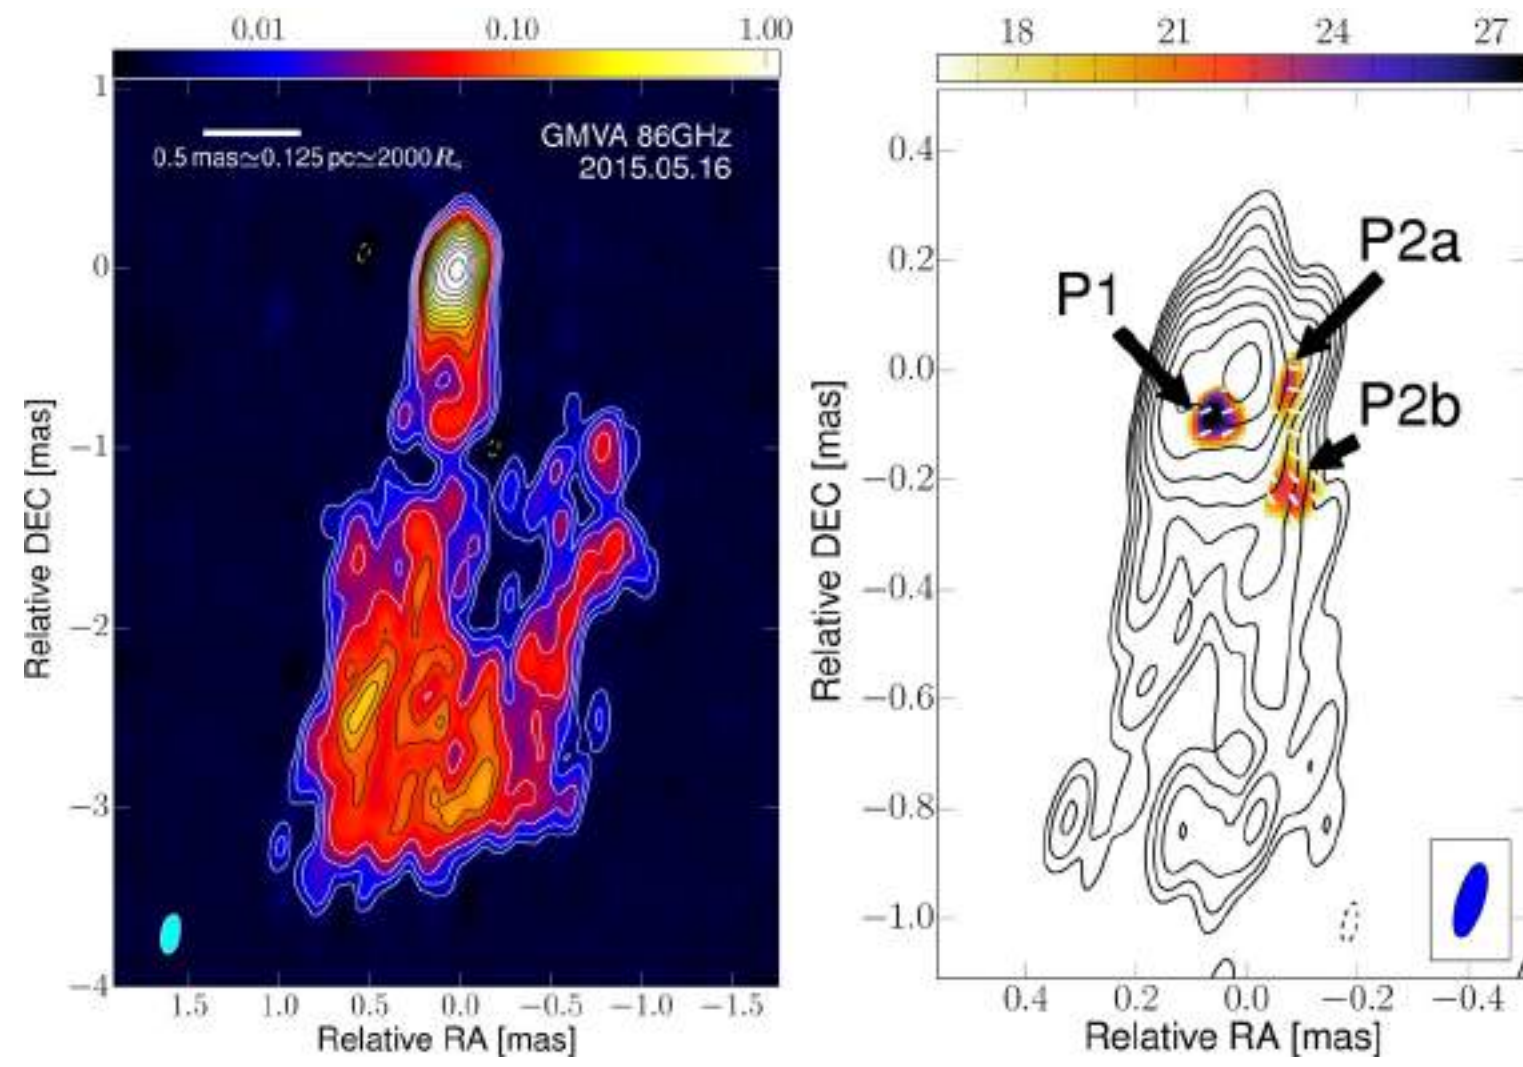 0.01 0.10 1.00
GMVA 86GHz
2015.05.16
0.5 mas≃0.125 pc≃2000
1
0
−1
−2
−3
−4
Relative DEC [mas]
1.5 1.0 0.5 0.0 −0.5 −1.0 −1.5
Relative RA [mas]
18 21 24 27
P1
P2a
P2b
0.4
0.2
0.0
−0.2
−0.4
−0.6
−0.8
−1.0
Relative DEC [mas]
0.4 0.2 0.0 −0.2 −0.4
Relative RA [mas]